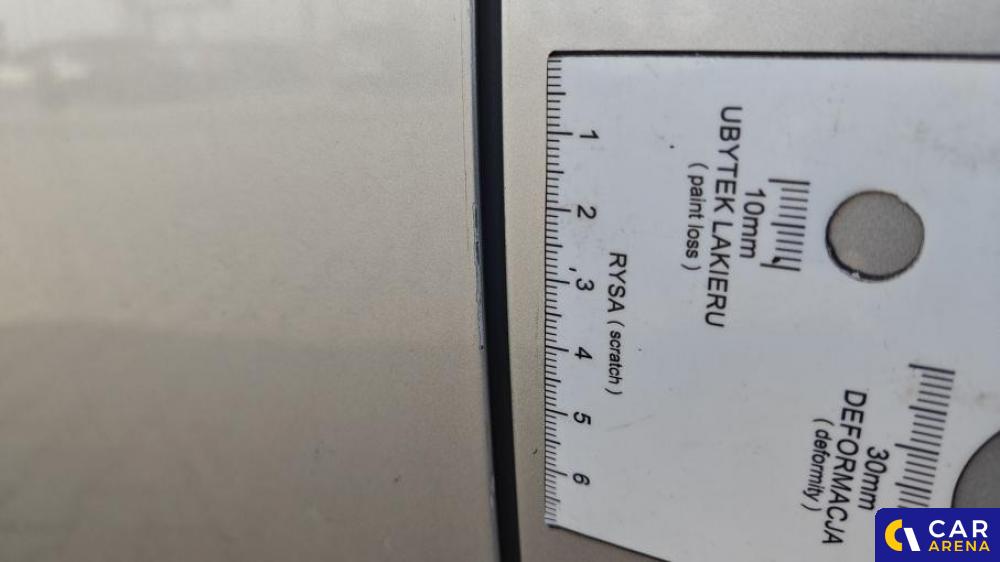 1
2
3
4
5
6
RYSA ( scratch )
10mm
UBYTEK LAKIERU
( paint loss )
30mm
DEFORMACJA
( deformity )
CAR
ARENA